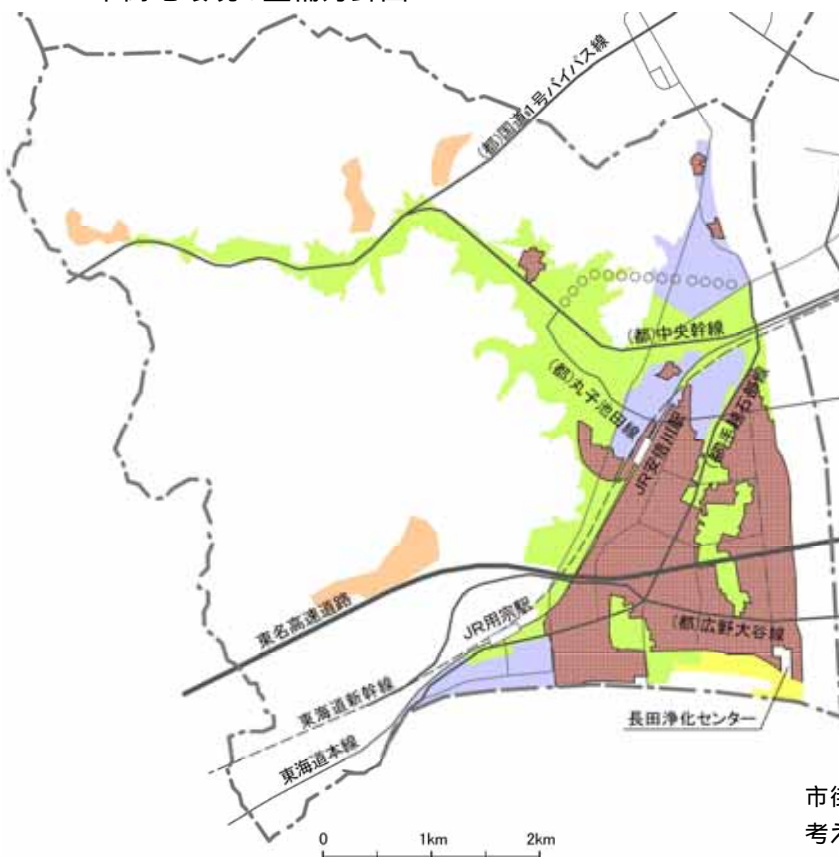 (都)国道1号バイパス線
(都)中央幹線
(都)丸子池田線
JR安倍川駅
(都)手越石部線
東名高速道路
JR用宗駅
(都)広野大谷線
東海道新幹線
長田浄化センター
東海道本線
0 1km 2km
市街
考え